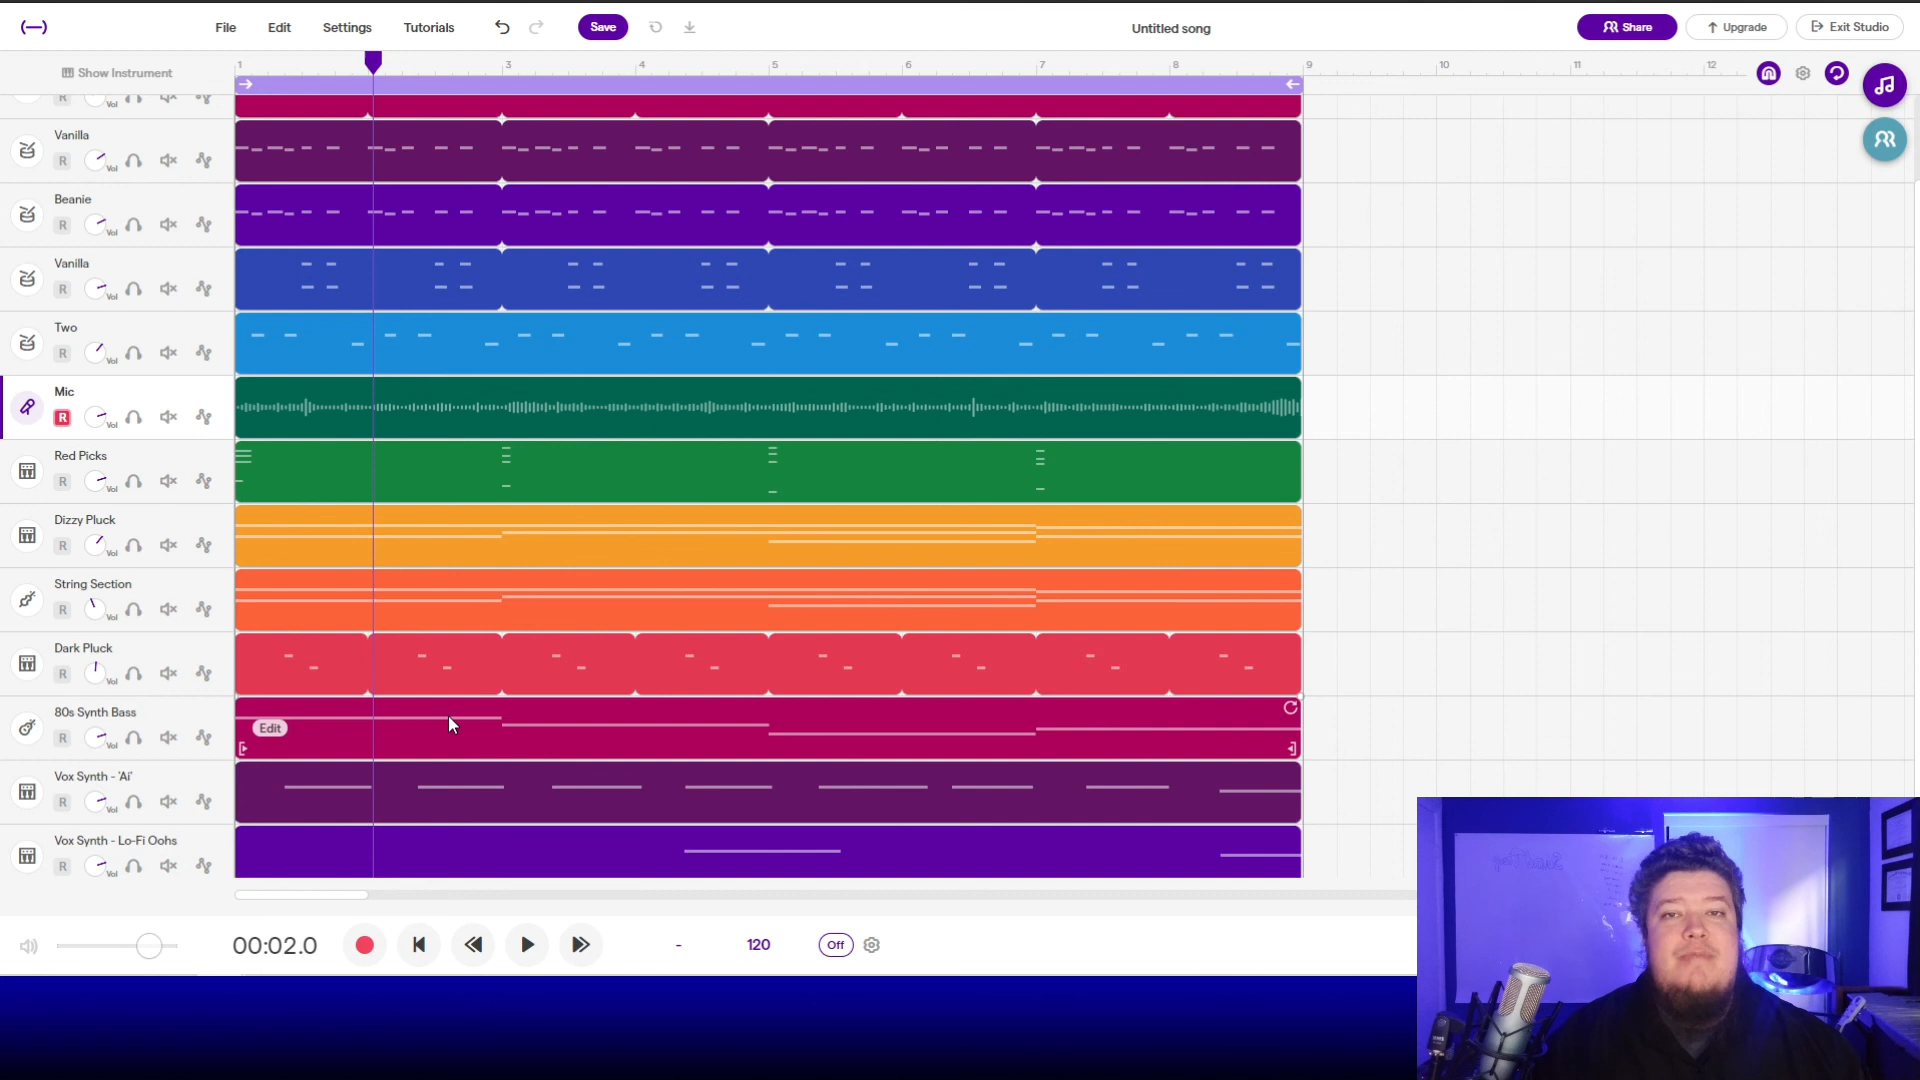 File Edit Settings Tutorials Save Untitled song Share Upgrade Exit Studio
Show Instrument
1 3 4 5 6 7 8 9 10 11 12
R Vol
Vanilla
R Vol
Beanie
R Vol
Vanilla
R Vol
Two
R Vol
Mic
R Vol
Red Picks
R Vol
Dizzy Pluck
R Vol
String Section
R Vol
Dark Pluck
R Vol
80s Synth Bass
Edit
R Vol
Vox Synth - 'Ai'
R Vol
Vox Synth - Lo-Fi Oohs
R Vol
00:02.0 - 120 Off